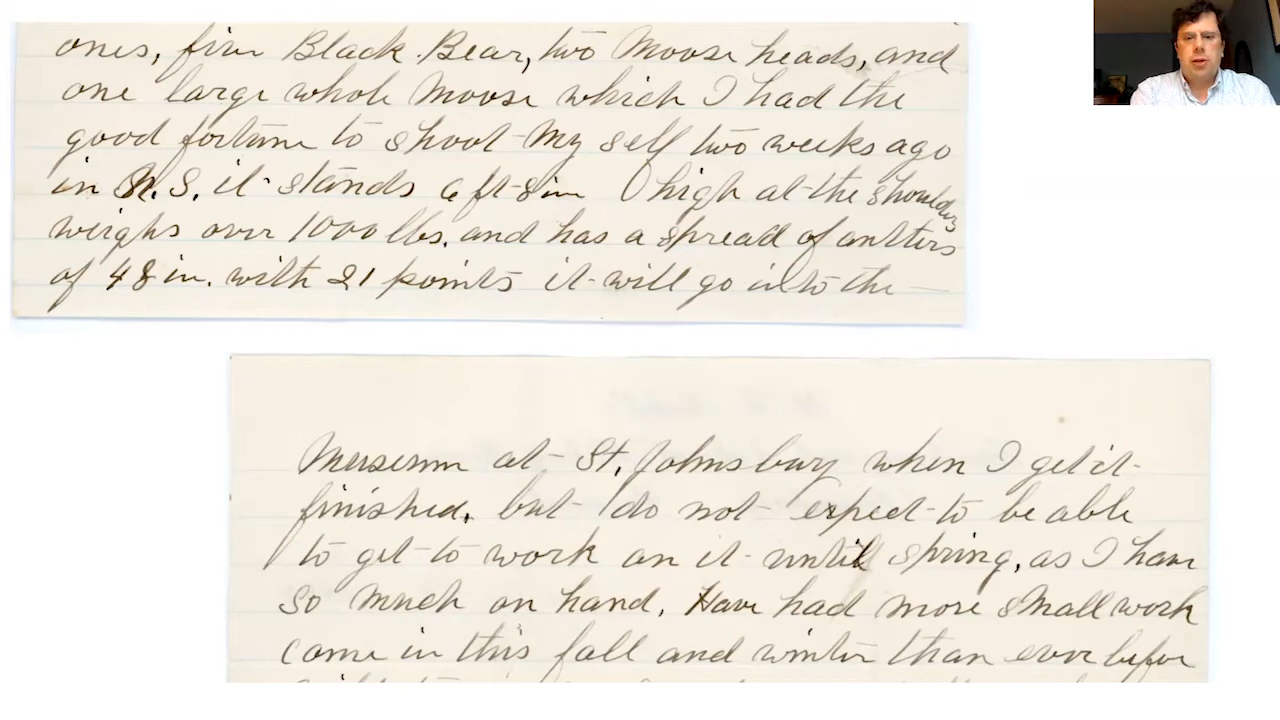 ones, five Black Bear, two Moose heads, and
one large whole Moose which I had the
good fortune to shoot My self two weeks ago
in N.S. it stands 6 ft 8 in high at the shoulders
weighs over 1000 lbs. and has a spread of antlers
of 48 in. with 21 points it will go into the
Museum at St. Johnsbury when I get it
finished. but do not expect to be able
to get to work on it until spring, as I have
so much on hand. Have had more small work
come in this fall and winter than ever before